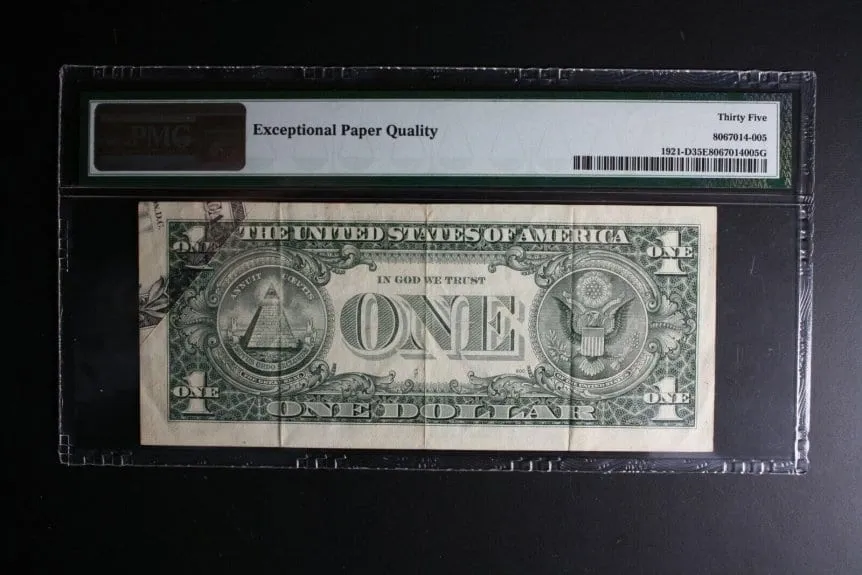 PMG
Exceptional Paper Quality
Thirty Five
8067014-005
1921-D35E8067014005G
N, D.C.
THE UNITED STATES OF AMERICA
ONE
ONE
ANNUIT CŒPTIS
IN GOD WE TRUST
ONE
ONE
ONE
ONE DOLLAR